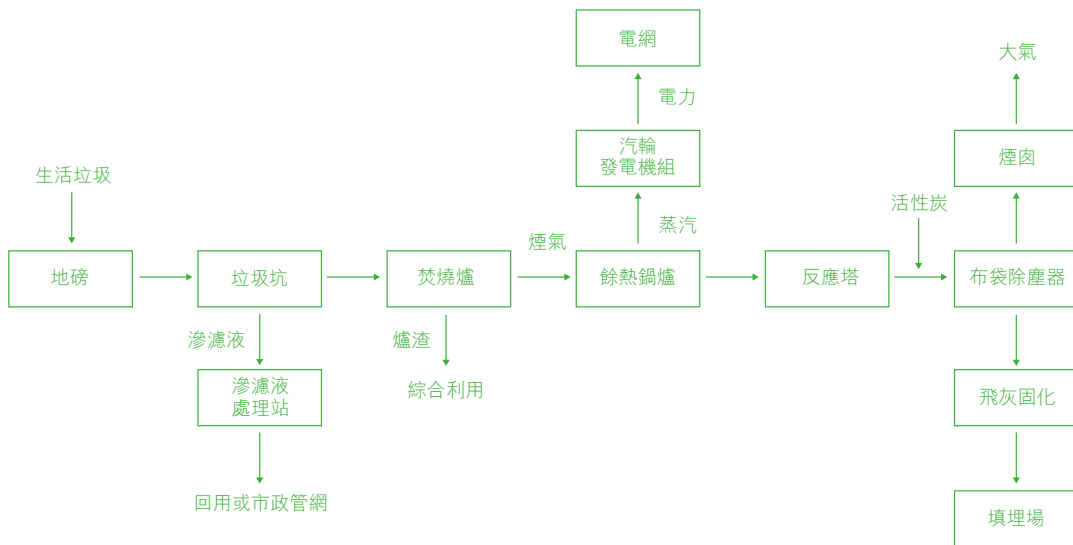 電網
大氣
電力
汽輪
發電機組
煙囪
生活垃圾
蒸汽
活性炭
煙氣
地磅
垃圾坑
焚燒爐
餘熱鍋爐
反應塔
布袋除塵器
滲濾液
爐渣
滲濾液
處理站
綜合利用
飛灰固化
回用或市政管網
填埋場